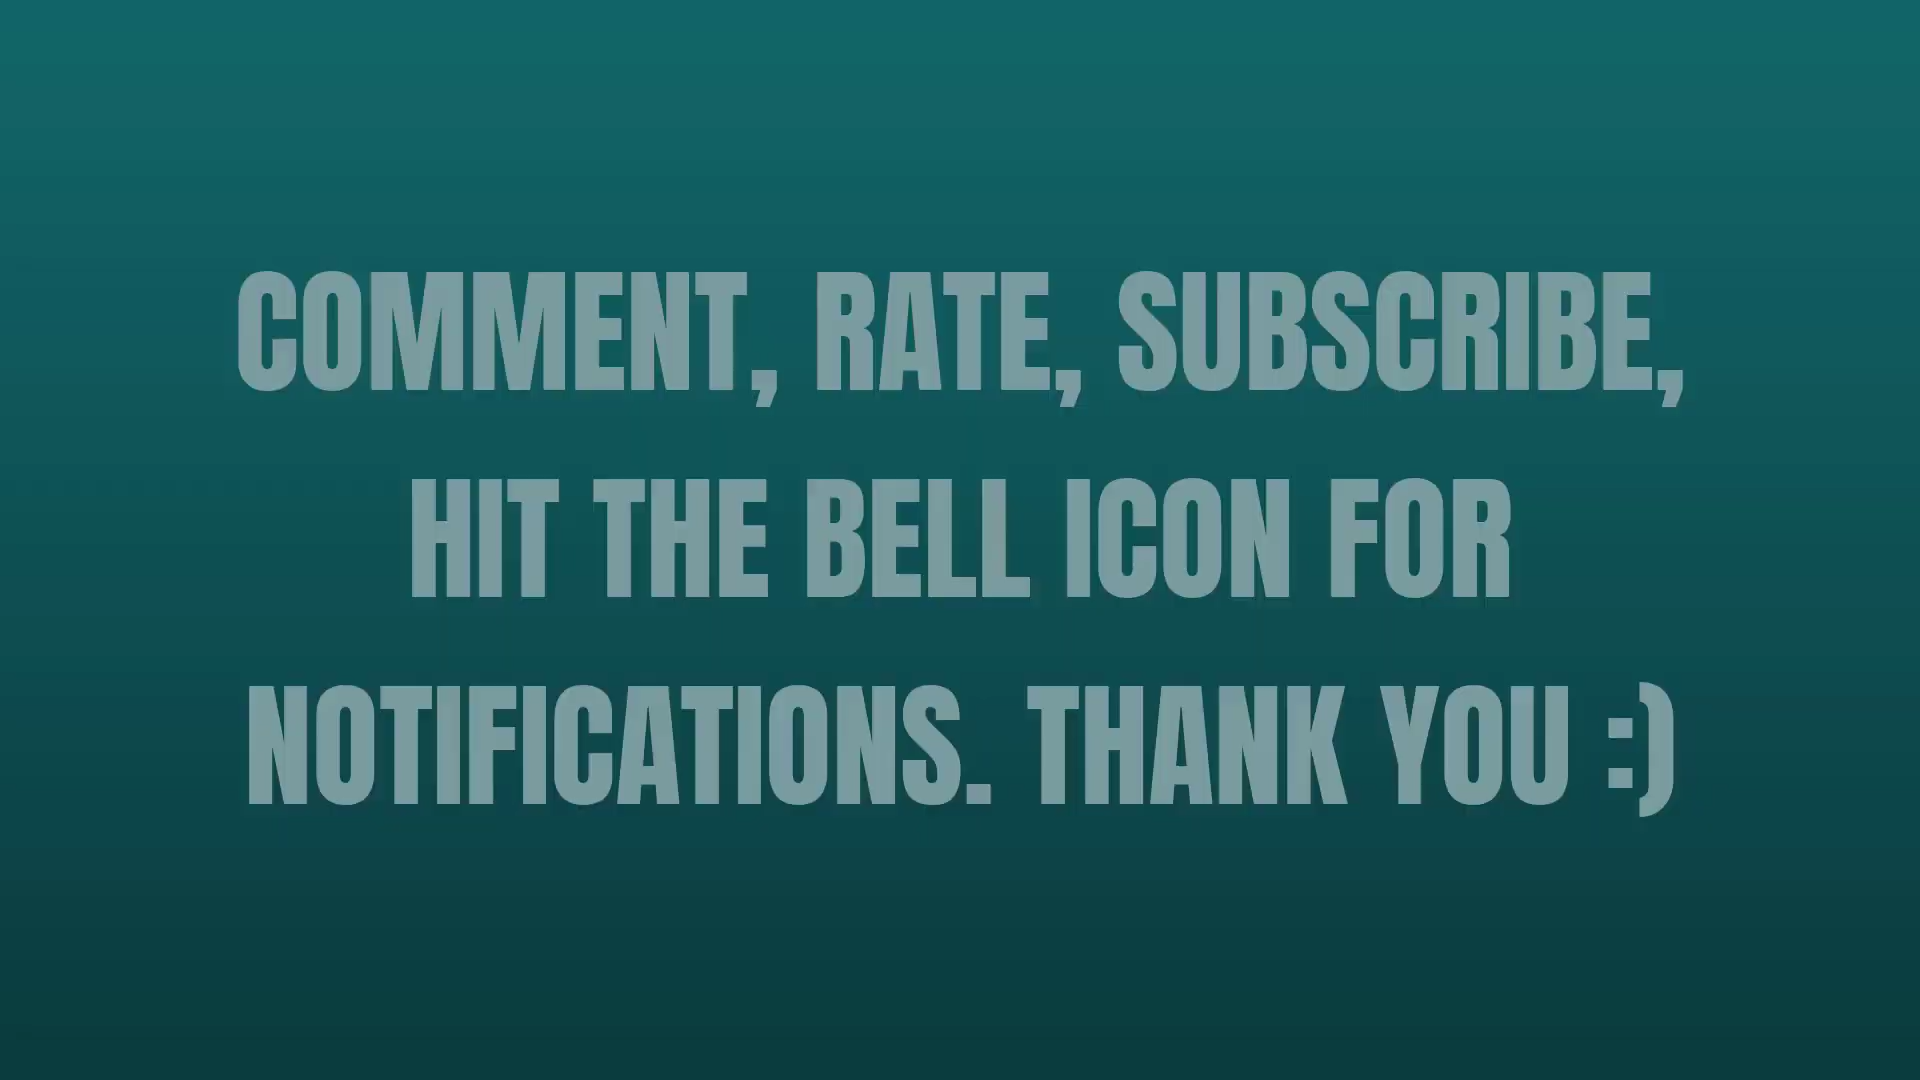 COMMENT, RATE, SUBSCRIBE,
HIT THE BELL ICON FOR
NOTIFICATIONS. THANK YOU :)